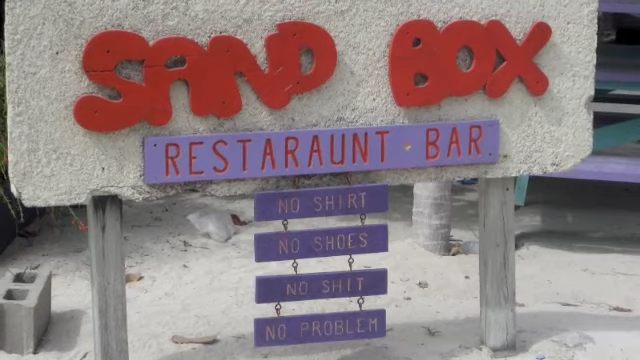 SAND BOX
RESTARAUNT - BAR
NO SHIRT
NO SHOES
NO SHIT
NO PROBLEM